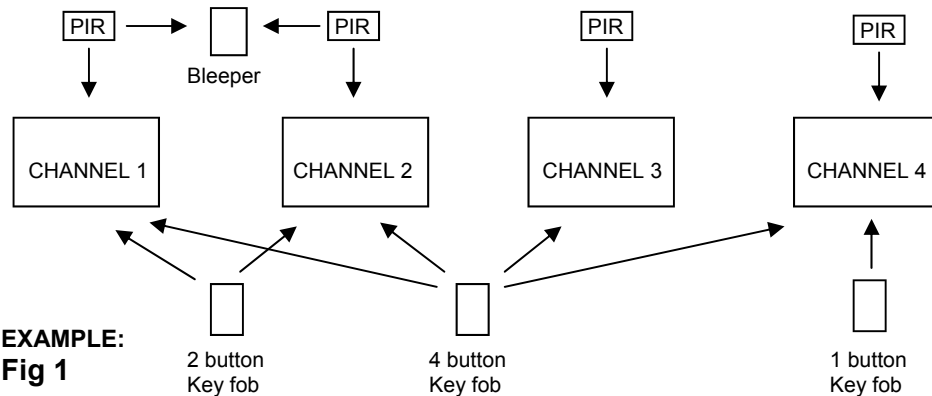 PIR
PIR
PIR
PIR
Bleeper
CHANNEL 1
CHANNEL 2
CHANNEL 3
CHANNEL 4
EXAMPLE:
Fig 1
2 button
Key fob
4 button
Key fob
1 button
Key fob